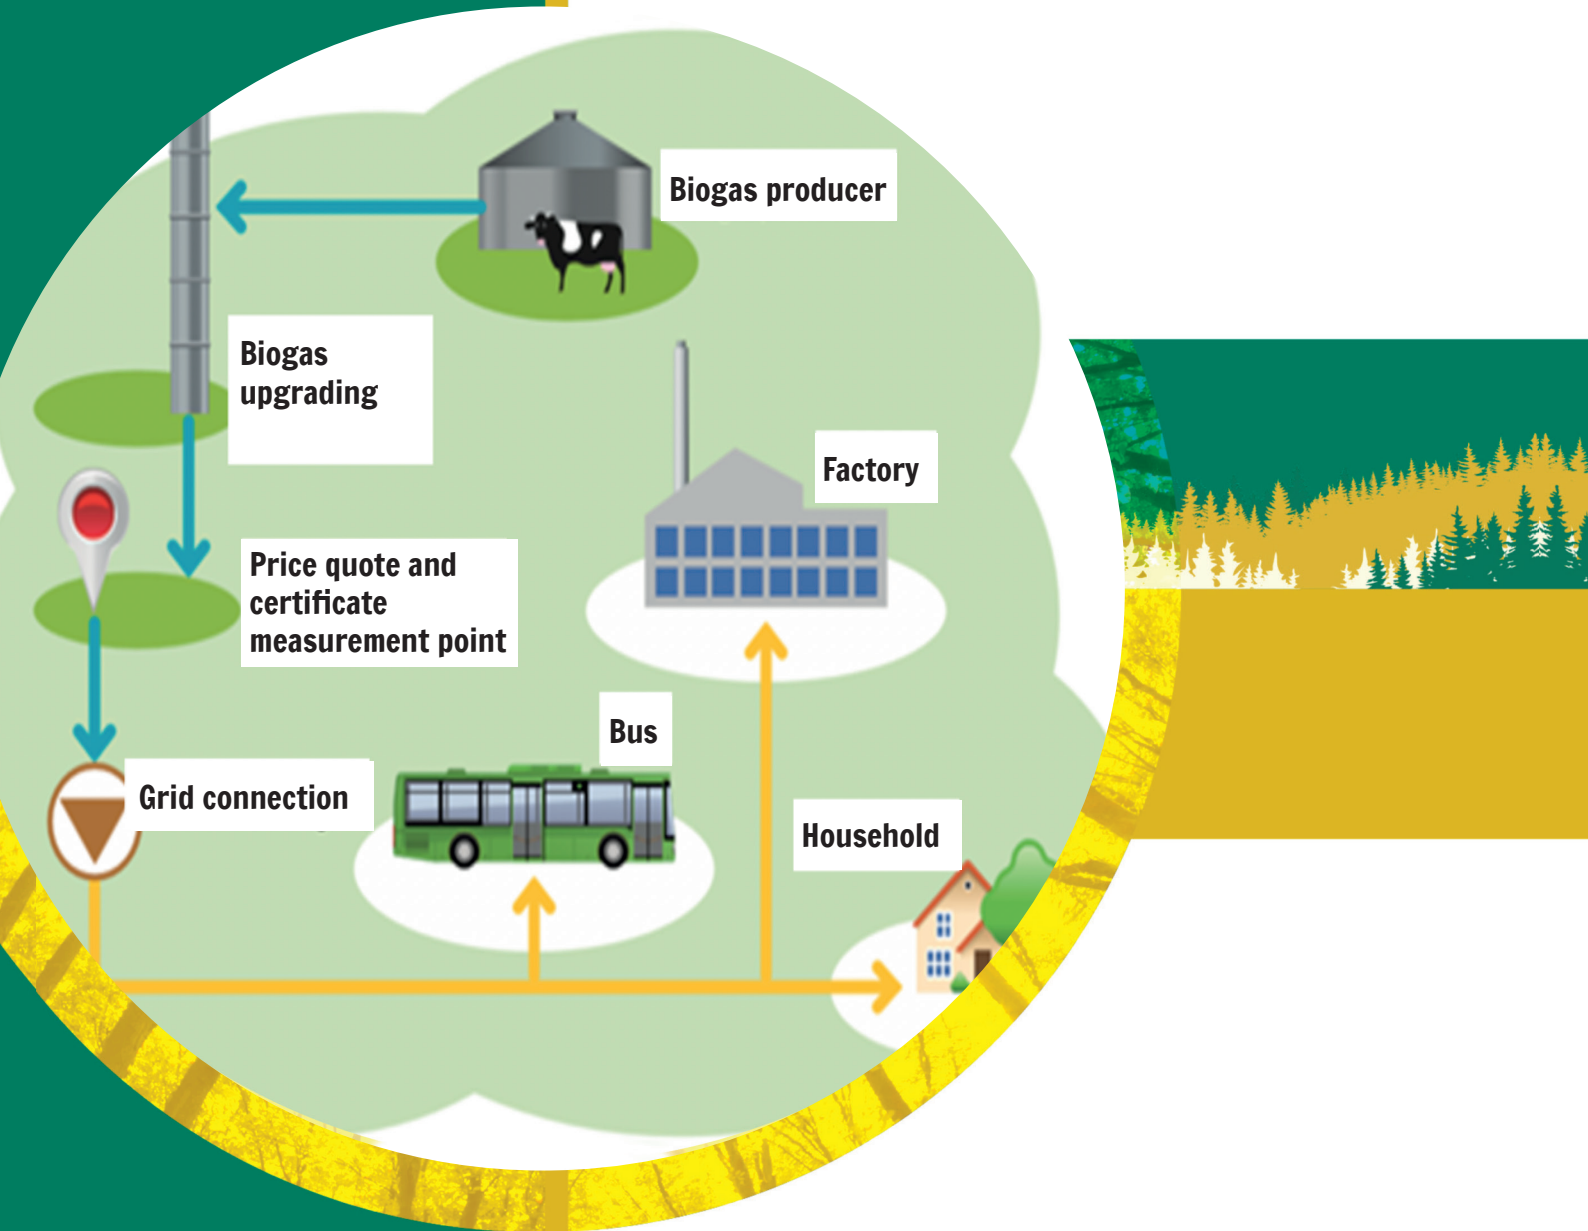 Biogas producer
Biogas
upgrading
Factory
Price quote and
certificate
measurement point
Bus
Grid connection
Household